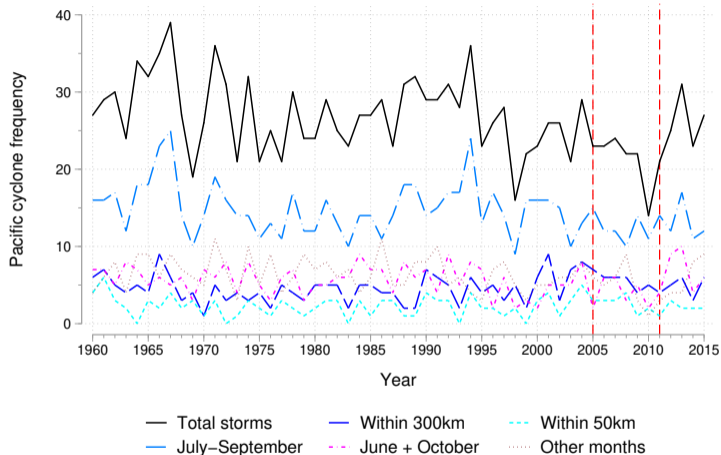 40
30
20
10
0
Pacific cyclone frequency
1960 1965 1970 1975 1980 1985 1990 1995 2000 2005 2010 2015
Year
Total storms Within 300km Within 50km
July−September June + October Other months